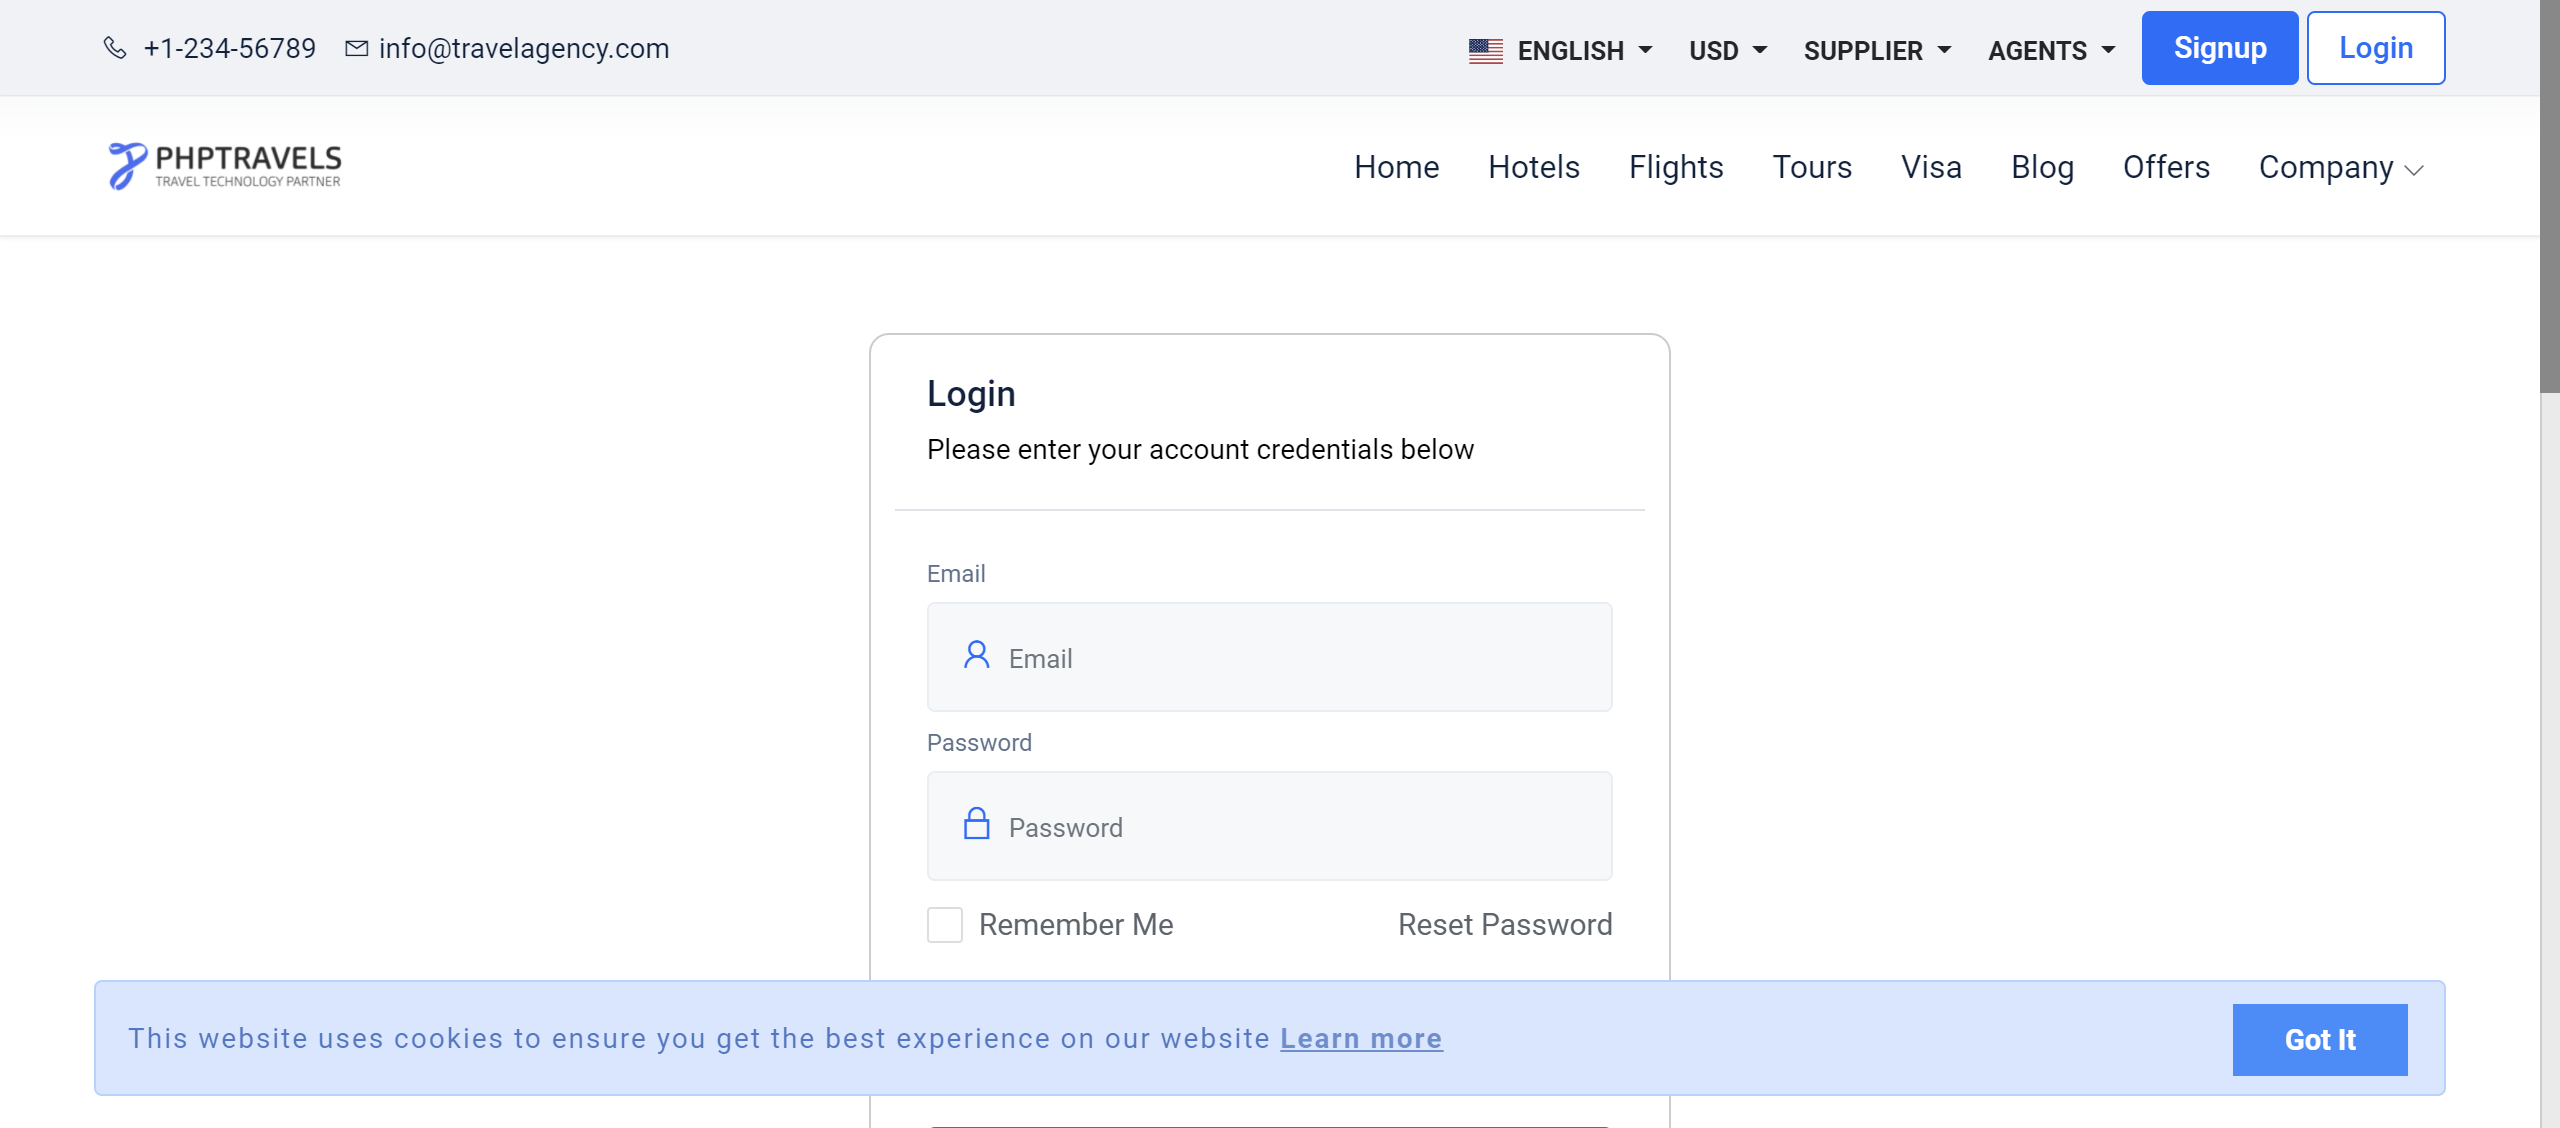 +1-234-56789 info@travelagency.com ENGLISH USD SUPPLIER AGENTS Signup Login
PHPTRAVELS
TRAVEL TECHNOLOGY PARTNER
Home Hotels Flights Tours Visa Blog Offers Company
Login
Please enter your account credentials below
Email
Email
Password
Password
Remember Me Reset Password
This website uses cookies to ensure you get the best experience on our website Learn more Got It